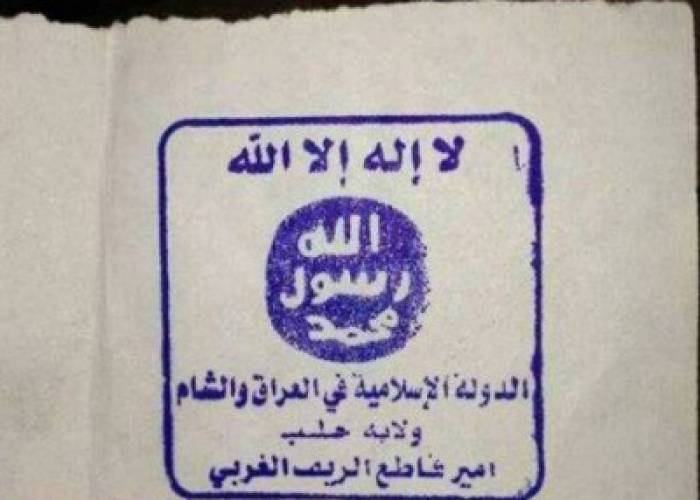 لا إله إلا الله
الله
رسول
محمد
الدولة الإسلامية في العراق والشام
ولاية حلب
امير قاطع الريف الغربي